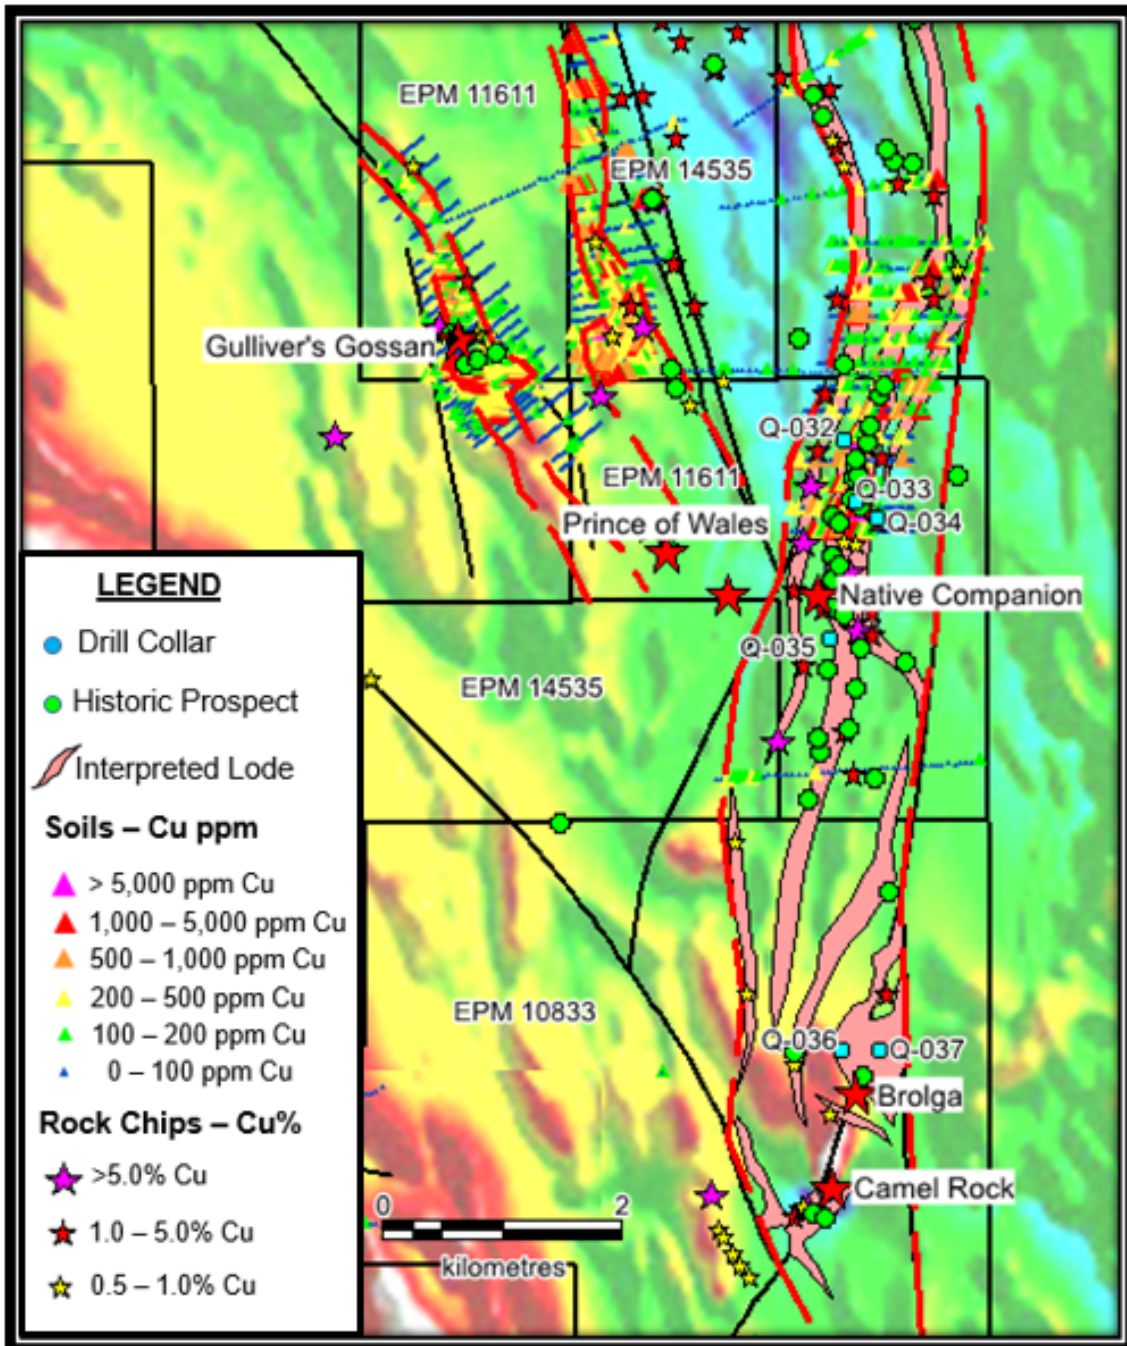 EPM 11611
EPM 14535
Gulliver's Gossan
Q-032
EPM 11611
Q-033
Q-034
Prince of Wales
Native Companion
Q-035
EPM 14535
EPM 10833
Q-036
Q-037
Brolga
Camel Rock
0 2
kilometres
LEGEND
Drill Collar
Historic Prospect
Interpreted Lode
Soils – Cu ppm
> 5,000 ppm Cu
1,000 – 5,000 ppm Cu
500 – 1,000 ppm Cu
200 – 500 ppm Cu
100 – 200 ppm Cu
0 – 100 ppm Cu
Rock Chips – Cu%
>5.0% Cu
1.0 – 5.0% Cu
0.5 – 1.0% Cu